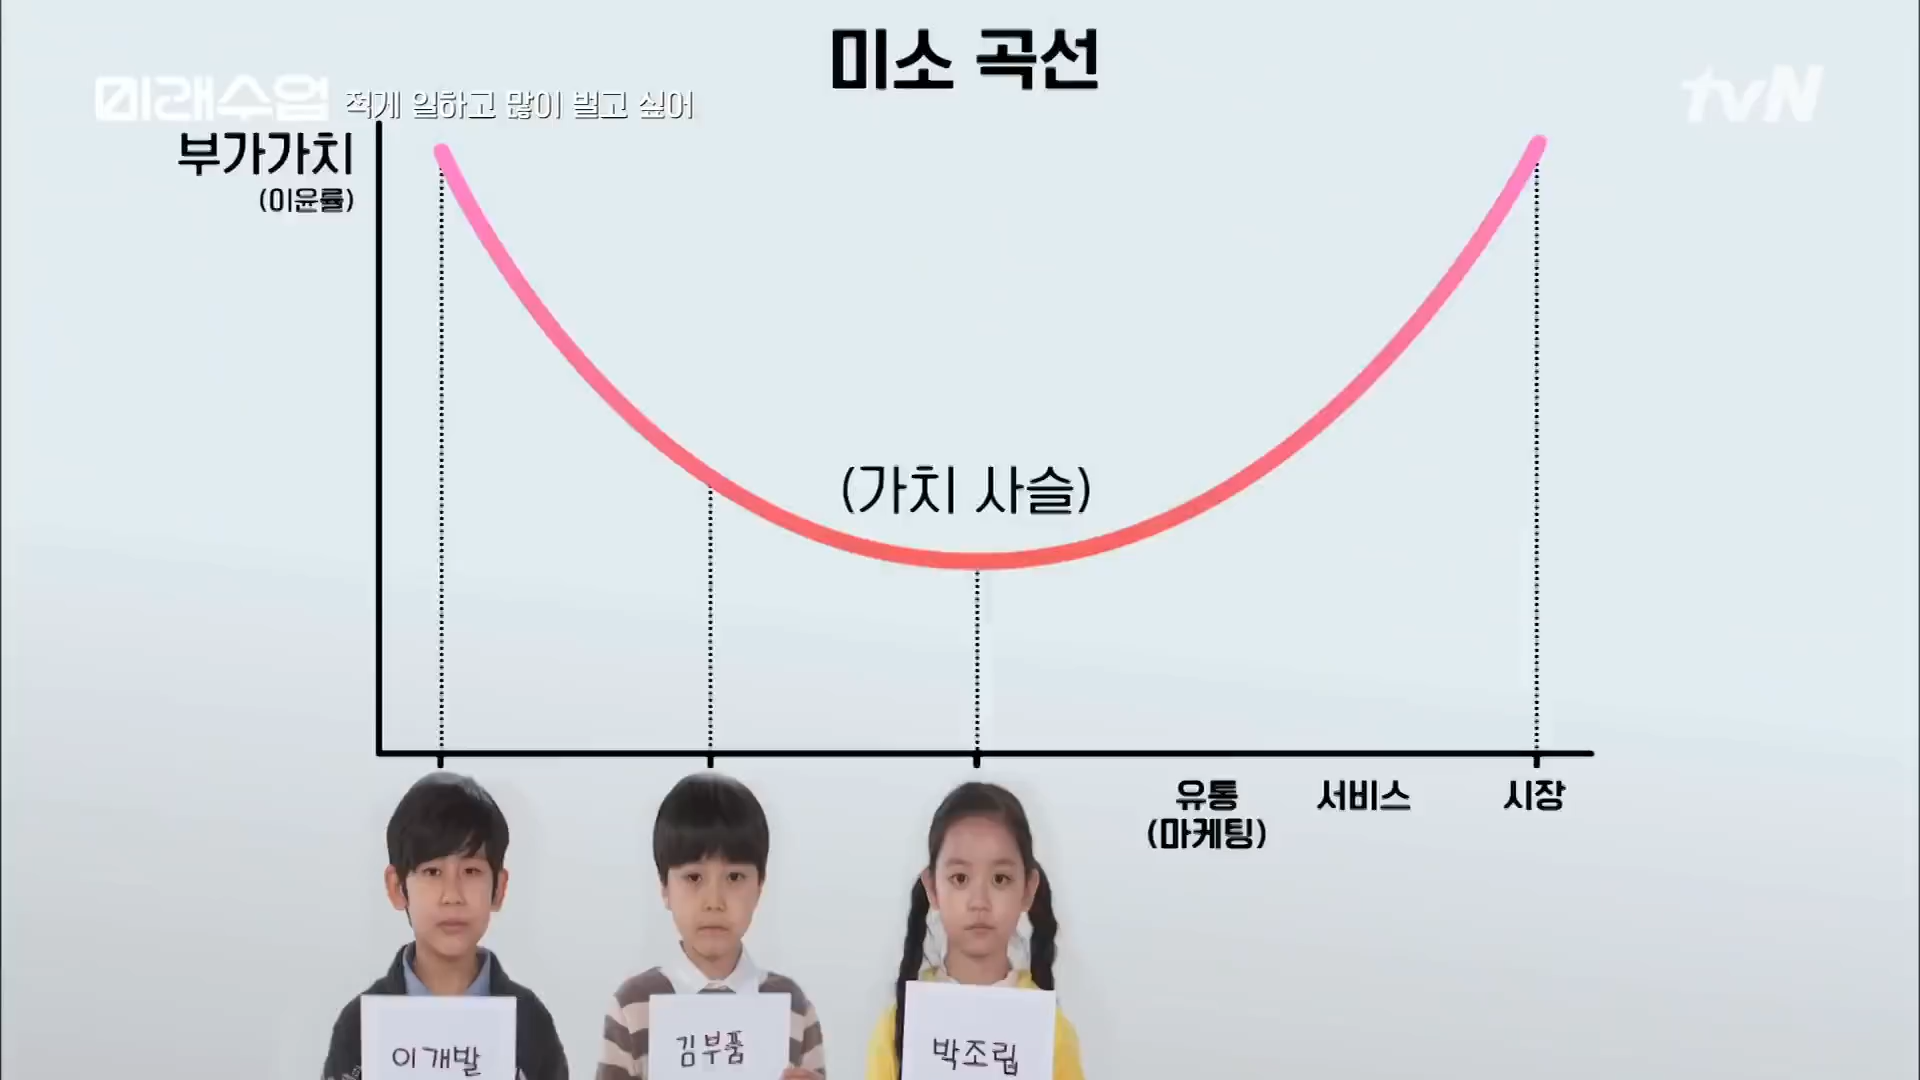 미소 곡선
미래수업 적게 일하고 많이 벌고 싶어
tvN
부가가치
(이윤률)
(가치 사슬)
유통
(마케팅)
서비스
시장
이개발
김부품
박조립